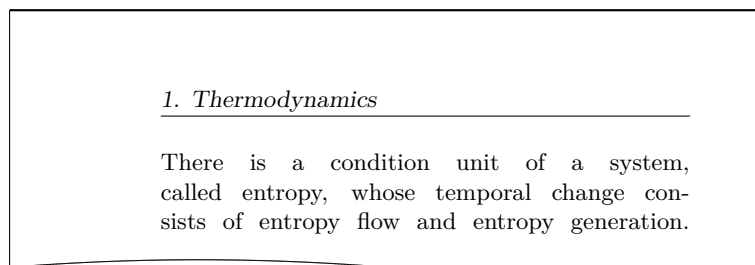 1. Thermodynamics
There is a condition unit of a system,
called entropy, whose temporal change con-
sists of entropy flow and entropy generation.